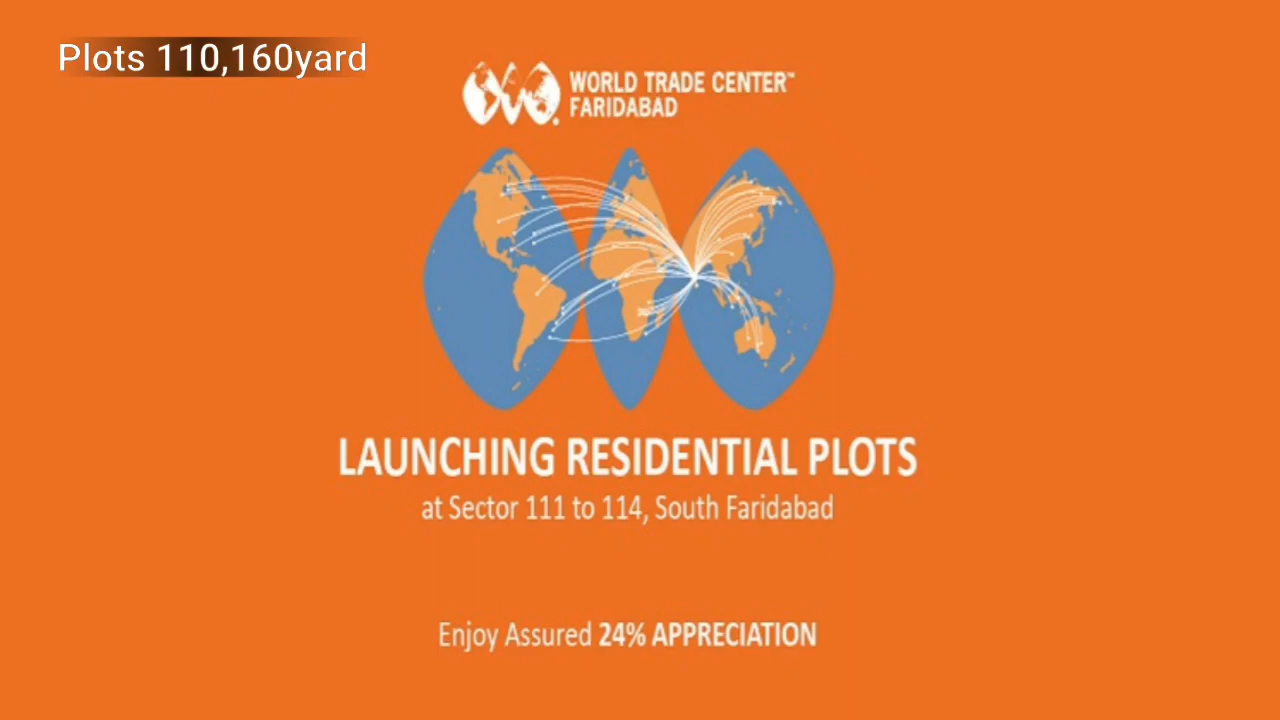 Plots 110,160yard
WORLD TRADE CENTER™
FARIDABAD
LAUNCHING RESIDENTIAL PLOTS
at Sector 111 to 114, South Faridabad
Enjoy Assured 24% APPRECIATION